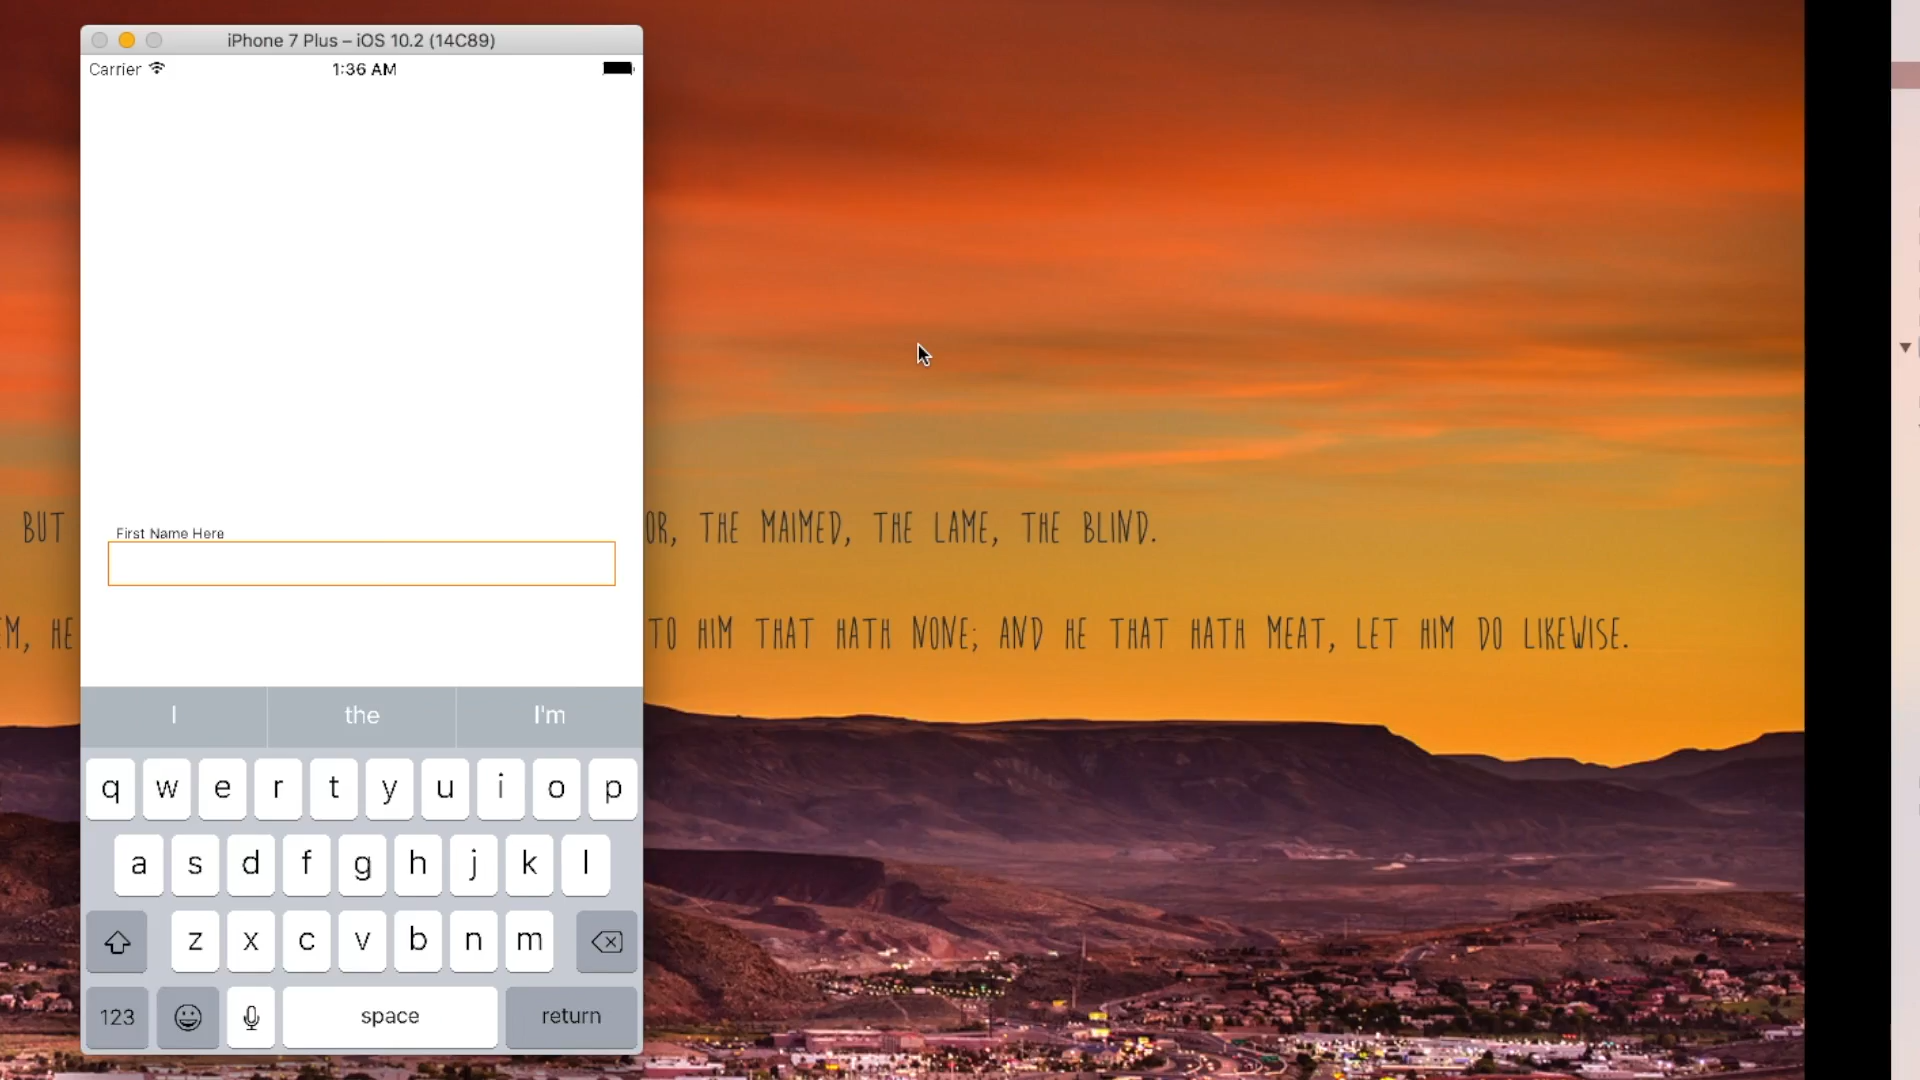 iPhone 7 Plus – iOS 10.2 (14C89)
Carrier 1:36 AM
BUT OR, THE MAIMED, THE LAME, THE BLIND.
First Name Here
EM, HE TO HIM THAT HATH NONE; AND HE THAT HATH MEAT, LET HIM DO LIKEWISE.
I the I'm
q w e r t y u i o p
a s d f g h j k l
z x c v b n m
123 space return